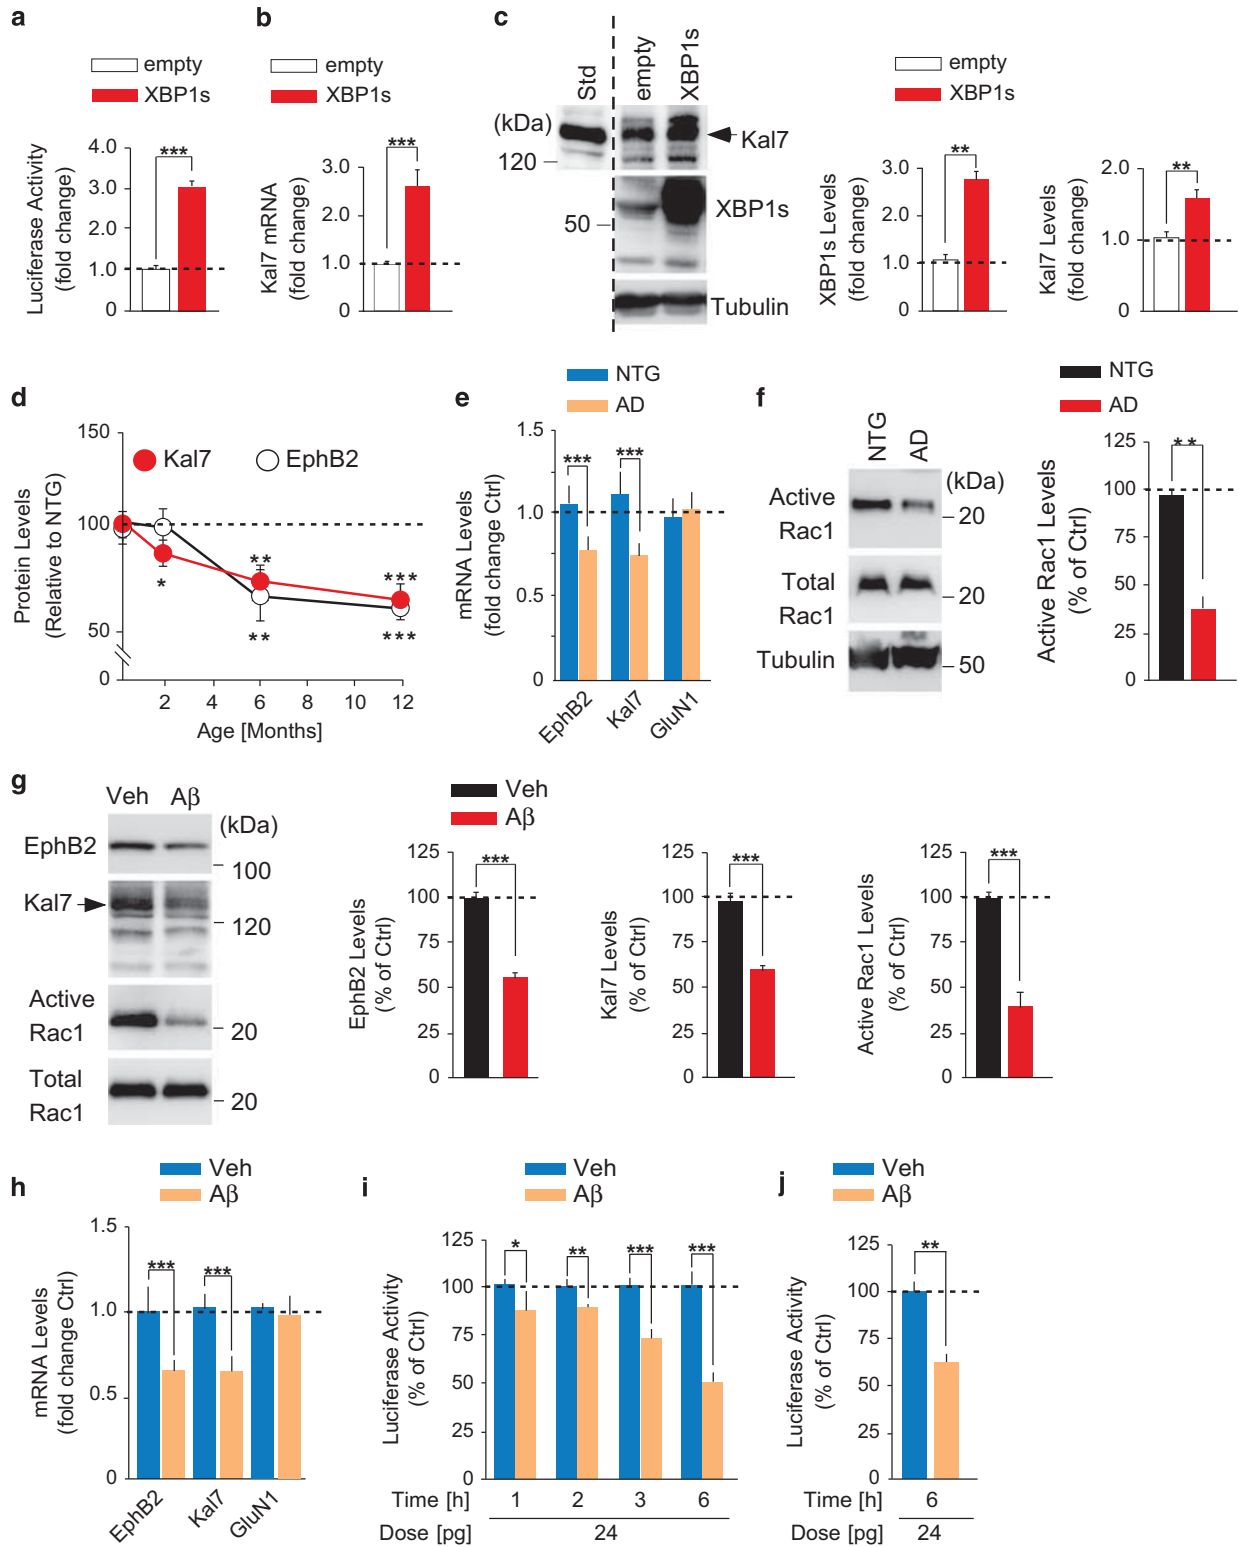 a
empty
XBP1s
Luciferase Activity
(fold change)
4.0
3.0
2.0
1.0
0
***
b
empty
XBP1s
Kal7 mRNA
(fold change)
3.0
2.0
1.0
0
***
c
Std
empty
XBP1s
(kDa)
120
50
Kal7
XBP1s
Tubulin
empty
XBP1s
XBP1s Levels
(fold change)
3.0
2.0
1.0
0
**
Kal7 Levels
(fold change)
2.0
1.0
0
**
d
Protein Levels
(Relative to NTG)
150
100
50
0
Kal7
EphB2
*
**
**
***
***
2
4
6
8
10
12
Age [Months]
e
NTG
AD
mRNA Levels
(fold change Ctrl)
1.5
1.0
0.5
0
***
***
EphB2
Kal7
GluN1
f
NTG
AD
(kDa)
Active
Rac1
20
Total
Rac1
20
Tubulin
50
NTG
AD
Active Rac1 Levels
(% of Ctrl)
125
100
75
50
25
0
**
g
Veh
Aβ
(kDa)
EphB2
100
Kal7
120
Active
Rac1
20
Total
Rac1
20
Veh
Aβ
EphB2 Levels
(% of Ctrl)
125
100
75
50
25
0
***
Kal7 Levels
(% of Ctrl)
125
100
75
50
25
0
***
Active Rac1 Levels
(% of Ctrl)
125
100
75
50
25
0
***
h
Veh
Aβ
mRNA Levels
(fold change Ctrl)
1.5
1.0
0.5
0
***
***
EphB2
Kal7
GluN1
i
Veh
Aβ
Luciferase Activity
(% of Ctrl)
125
100
75
50
25
0
*
**
***
***
Time [h]
1
2
3
6
Dose [pg]
24
j
Veh
Aβ
Luciferase Activity
(% of Ctrl)
125
100
75
50
25
0
**
Time [h]
6
Dose [pg]
24